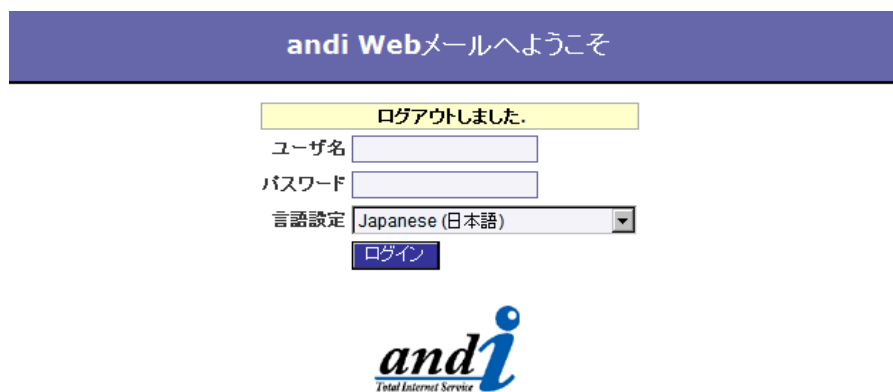 andi Webメールへようこそ
ログアウトしました.
ユーザ名
パスワード
言語設定 Japanese (日本語)
ログイン
andi
Total Internet Service